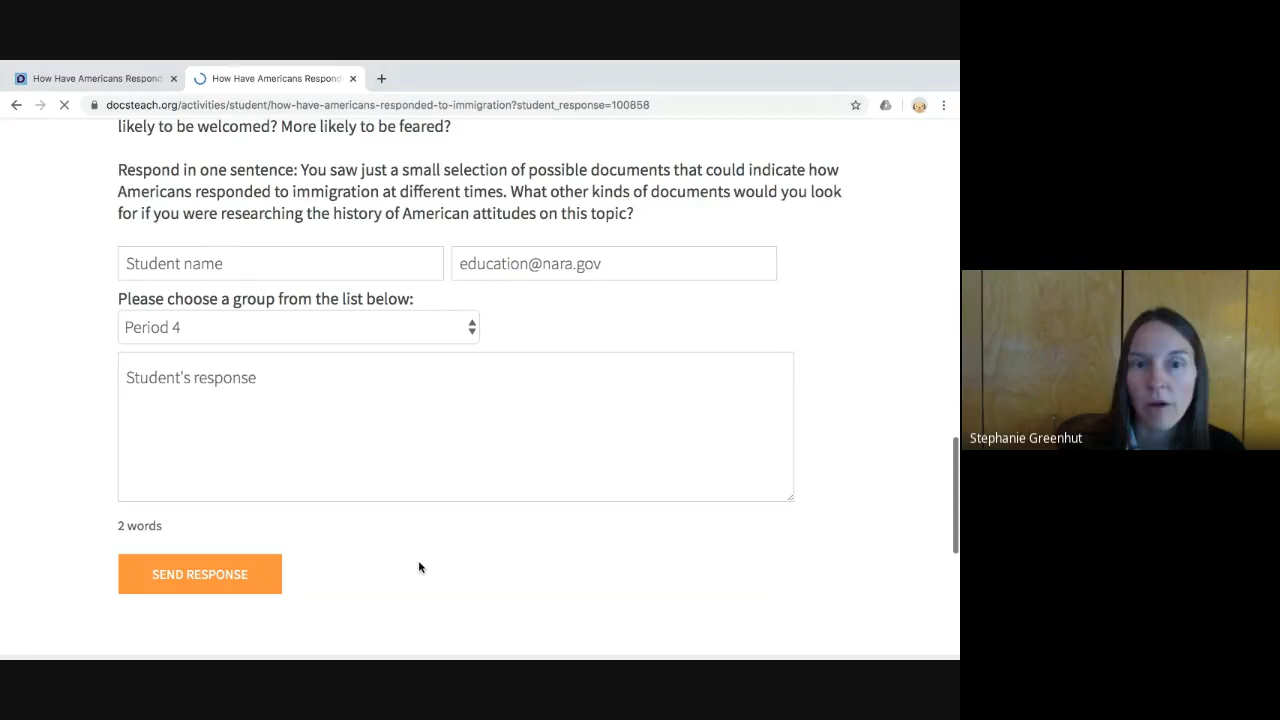 How Have Americans Respond
How Have Americans Respond
docsteach.org/activities/student/how-have-americans-responded-to-immigration?student_response=100858
likely to be welcomed? More likely to be feared?
Respond in one sentence: You saw just a small selection of possible documents that could indicate how
Americans responded to immigration at different times. What other kinds of documents would you look
for if you were researching the history of American attitudes on this topic?
Student name
education@nara.gov
Please choose a group from the list below:
Period 4
Student's response
2 words
SEND RESPONSE
Stephanie Greenhut